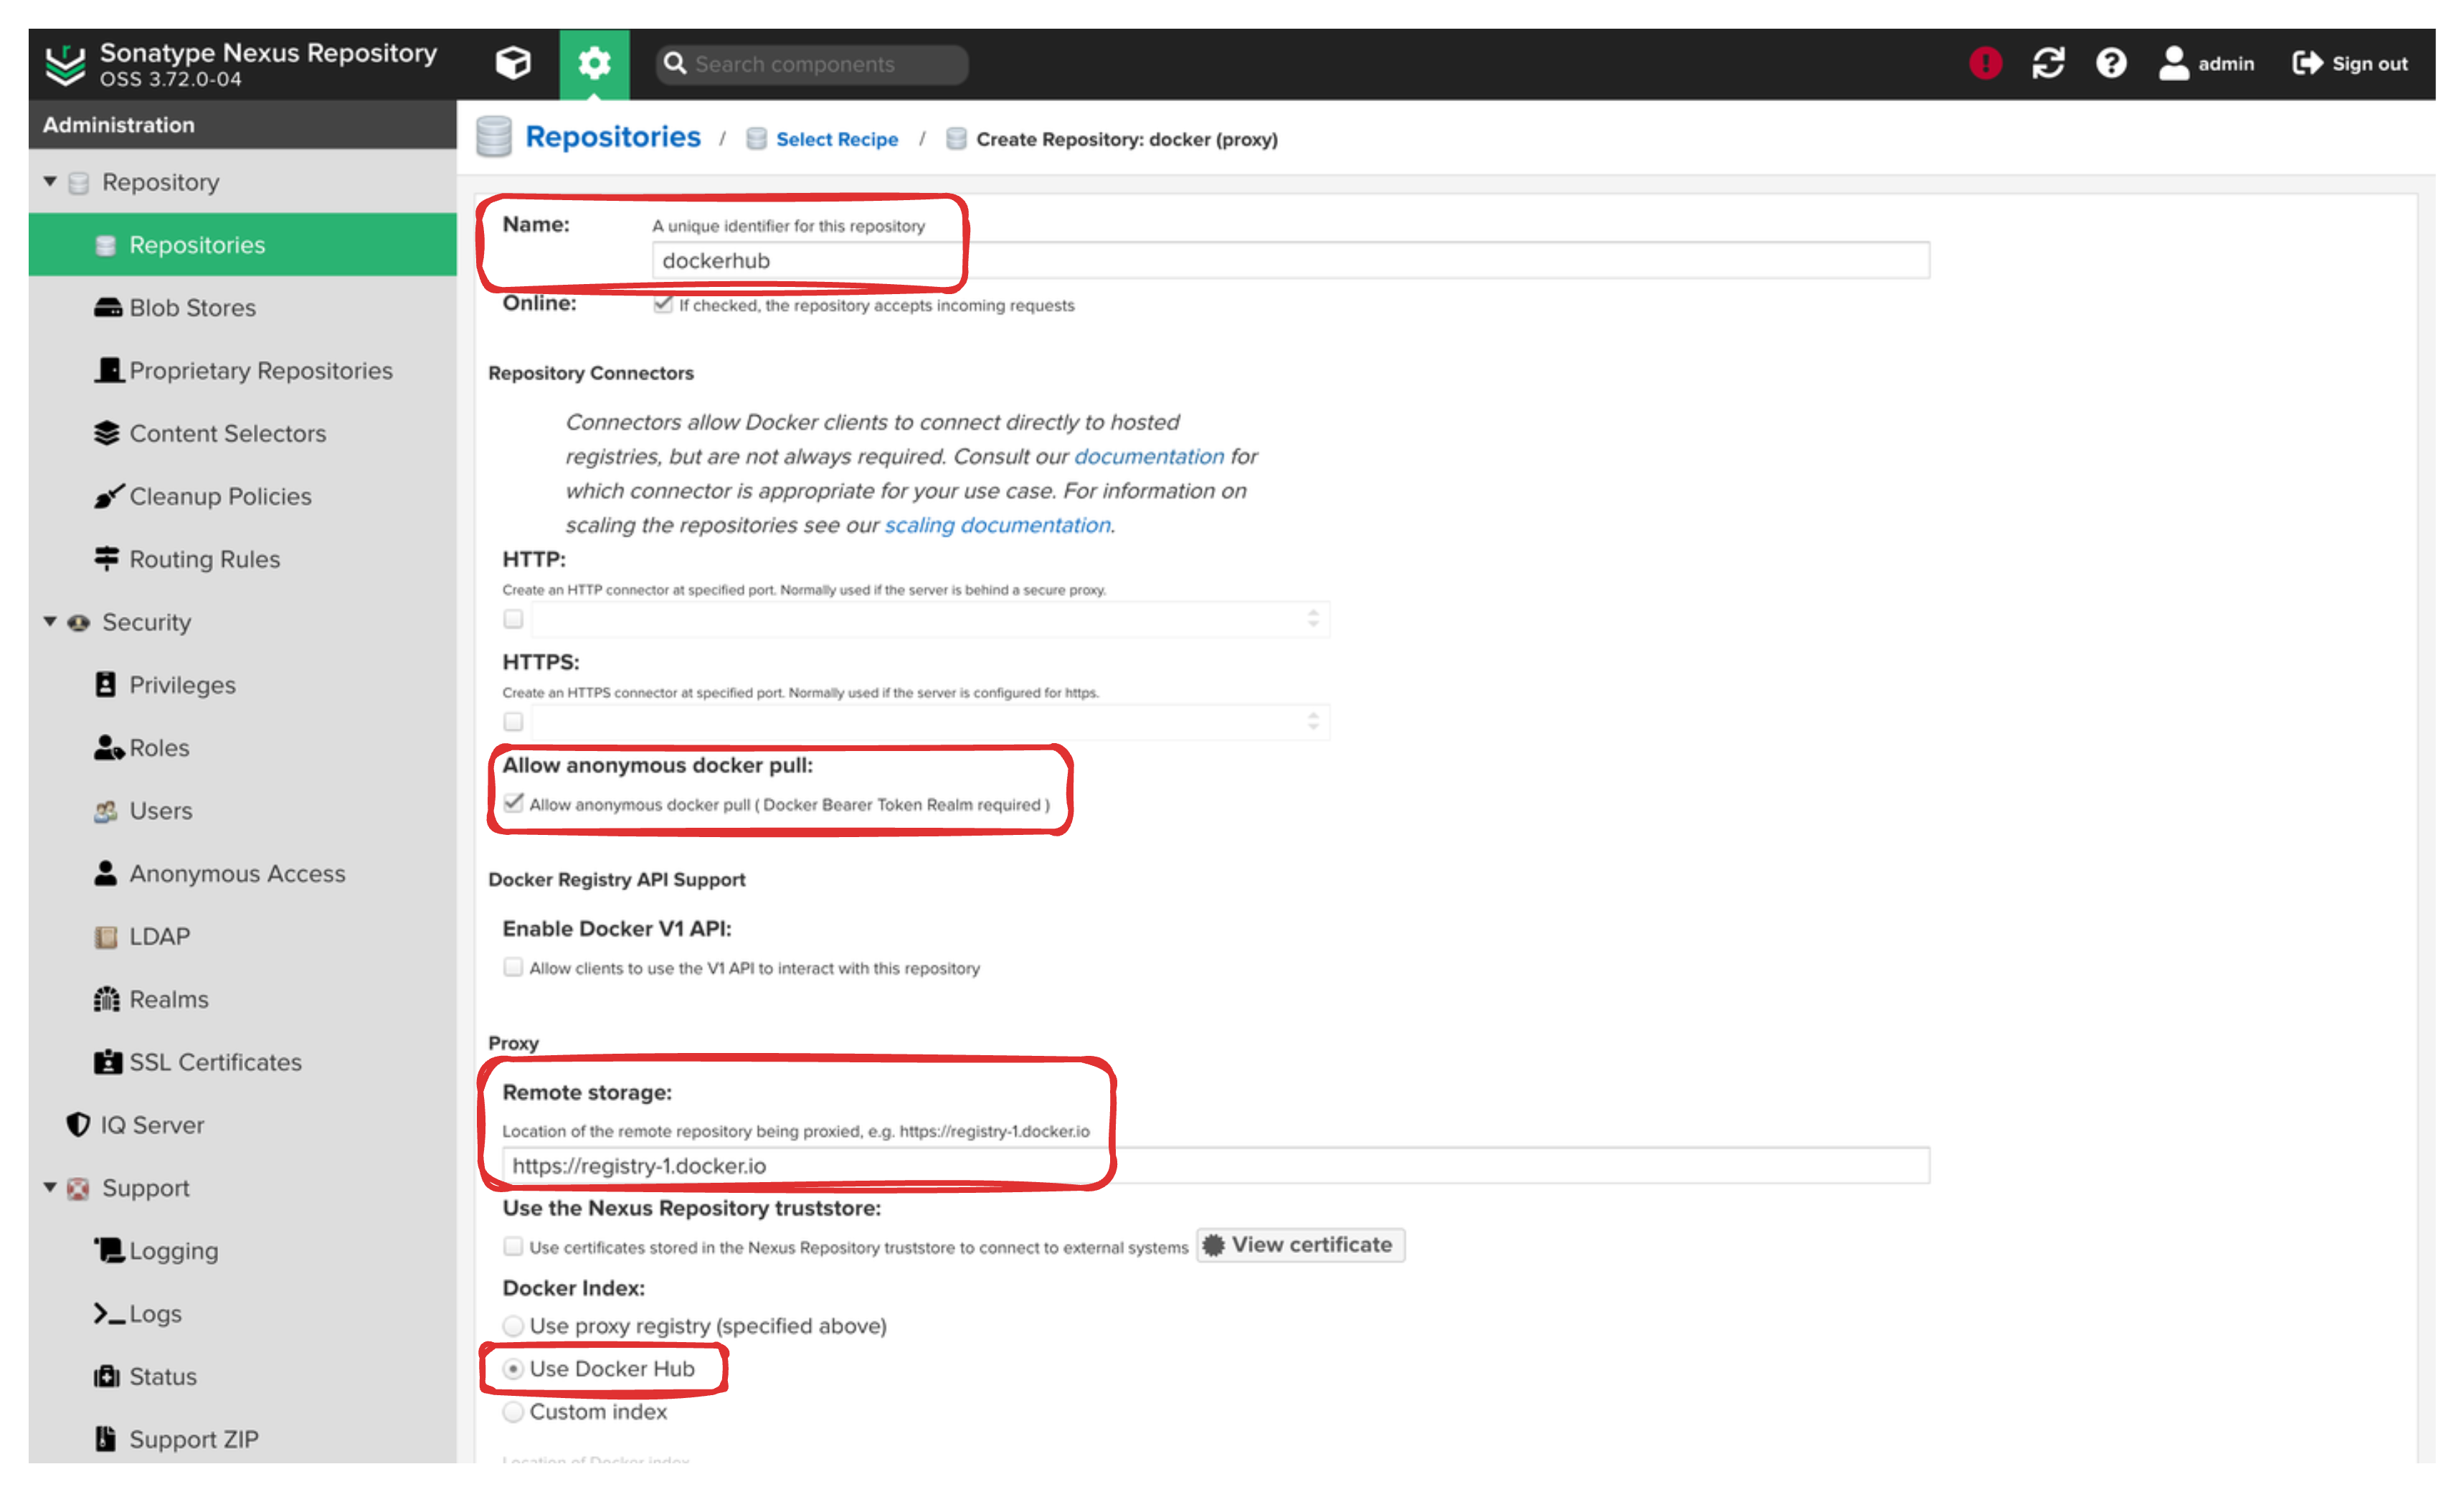 Sonatype Nexus Repository
OSS 3.72.0-04
Search components
admin
Sign out
Administration
Repository
Repositories
Blob Stores
Proprietary Repositories
Content Selectors
Cleanup Policies
Routing Rules
Security
Privileges
Roles
Users
Anonymous Access
LDAP
Realms
SSL Certificates
IQ Server
Support
Logging
Logs
Status
Support ZIP
Repositories / Select Recipe / Create Repository: docker (proxy)
Name: A unique identifier for this repository
dockerhub
Online: If checked, the repository accepts incoming requests
Repository Connectors
Connectors allow Docker clients to connect directly to hosted
registries, but are not always required. Consult our documentation for
which connector is appropriate for your use case. For information on
scaling the repositories see our scaling documentation.
HTTP:
Create an HTTP connector at specified port. Normally used if the server is behind a secure proxy.
HTTPS:
Create an HTTPS connector at specified port. Normally used if the server is configured for https.
Allow anonymous docker pull:
Allow anonymous docker pull ( Docker Bearer Token Realm required )
Docker Registry API Support
Enable Docker V1 API:
Allow clients to use the V1 API to interact with this repository
Proxy
Remote storage:
Location of the remote repository being proxied, e.g. https://registry-1.docker.io
https://registry-1.docker.io
Use the Nexus Repository truststore:
Use certificates stored in the Nexus Repository truststore to connect to external systems View certificate
Docker Index:
Use proxy registry (specified above)
Use Docker Hub
Custom index
Location of Docker index